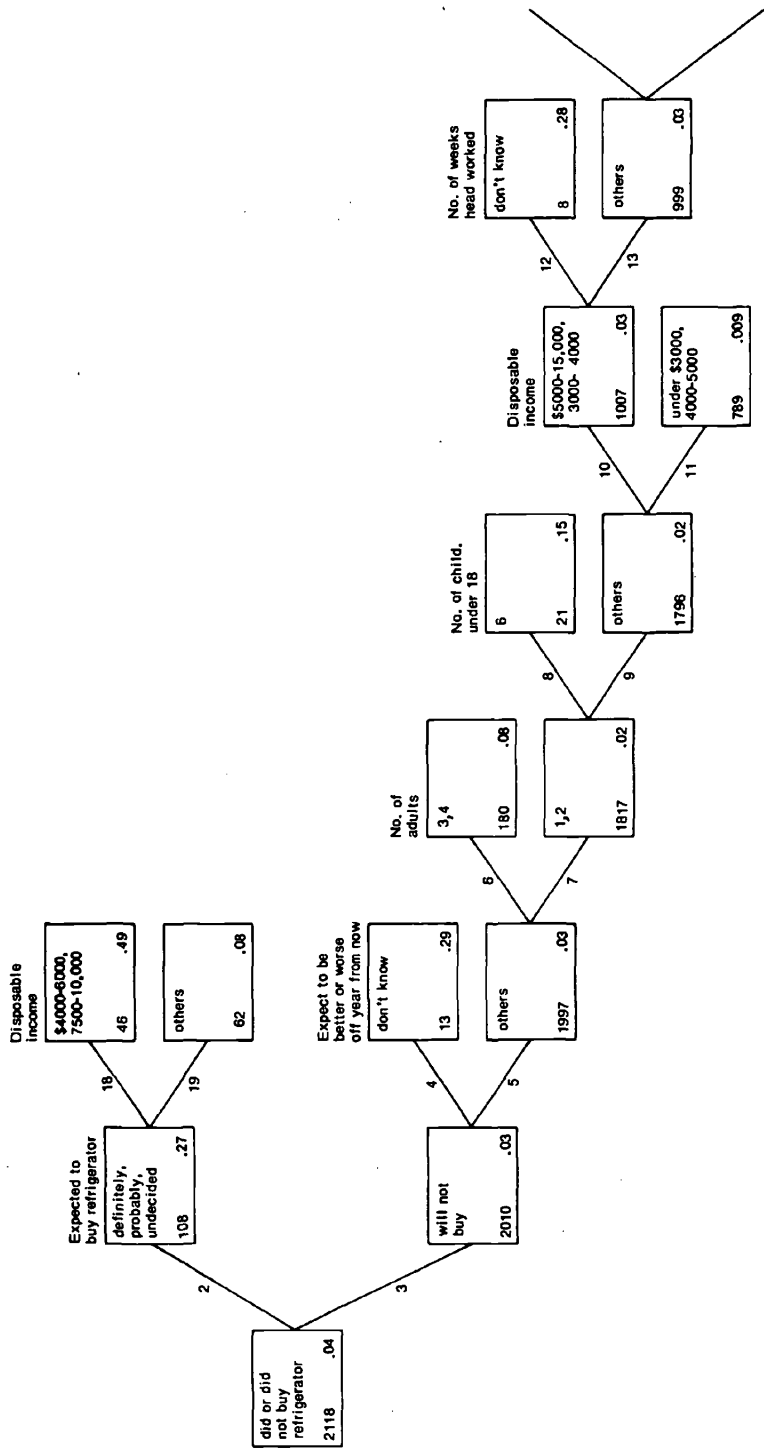 did or did
not buy
refrigerator
2118 .04
2
3
Expected to
buy refrigerator
definitely,
probably,
undecided
108 .27
will not
buy
2010 .03
18
19
4
5
Disposable
income
$4000-6000,
7500-10,000
46 .49
others
62 .08
Expect to be
better or worse
off year from now
don't know
13 .29
others
1997 .03
6
7
No. of
adults
3,4
180 .08
1,2
1817 .02
8
9
No. of child.
under 18
6
21 .15
others
1796 .02
10
11
Disposable
income
$5000-15,000,
3000- 4000
1007 .03
under $3000,
4000-5000
789 .009
12
13
No. of weeks
head worked
don't know
8 .28
others
999 .03